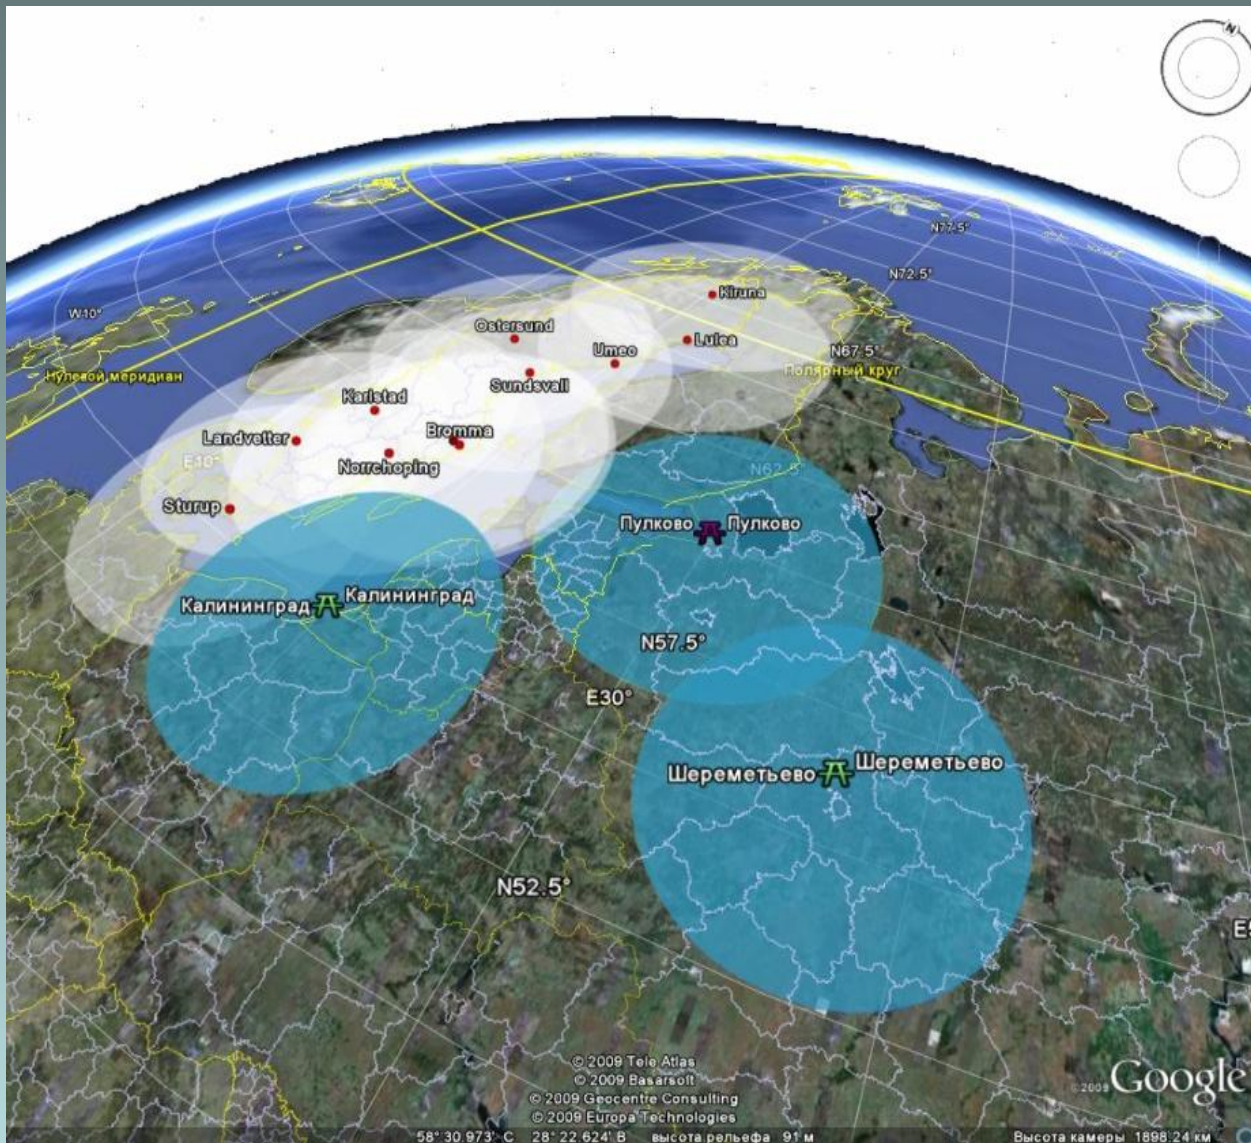 N
N77.5°
N72.5°
Kiruna
W10°
Ostersund
Lulea
Umeo
N67.5°
Нулевой меридиан
Полярный круг
Sundsvall
Karlstad
Bromma
Landvetter
E10°
Norrchoping
N62.5°
Sturup
Пулково Пулково
Калининград Калининград
N57.5°
E30°
Шереметьево Шереметьево
N52.5°
© 2009 Tele Atlas
© 2009 Basarsoft
© 2009 Geocentre Consulting
© 2009 Europa Technologies
© 2009 Google
58° 30.973' С 28° 22.624' В высота рельефа 91 м Высота камеры 1898.24 км